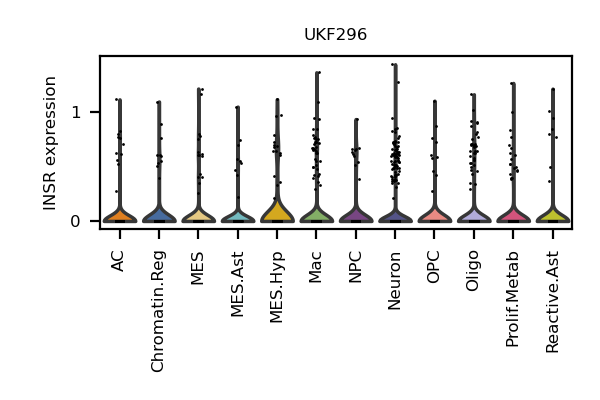 UKF296
INSR expression
1
0
AC
Chromatin.Reg
MES
MES.Ast
MES.Hyp
Mac
NPC
Neuron
OPC
Oligo
Prolif.Metab
Reactive.Ast